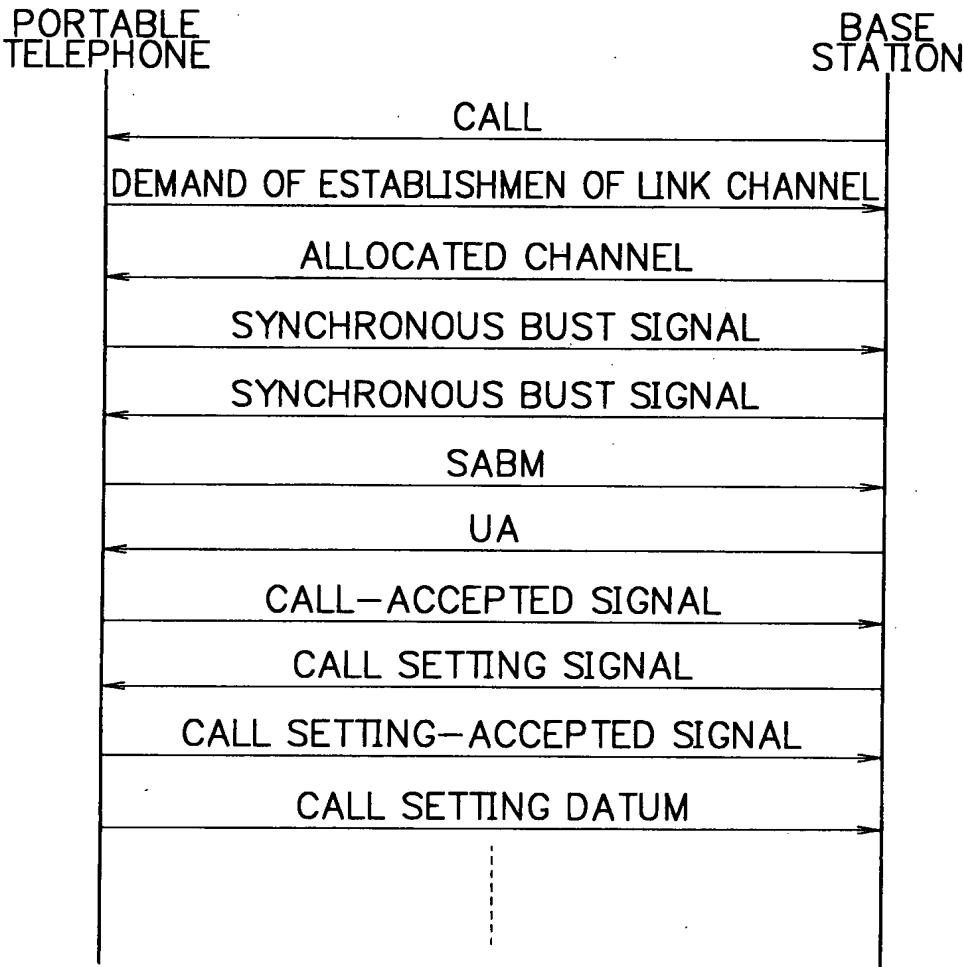 PORTABLE
TELEPHONE
BASE
STATION
CALL
DEMAND OF ESTABLISHMEN OF LINK CHANNEL
ALLOCATED CHANNEL
SYNCHRONOUS BUST SIGNAL
SYNCHRONOUS BUST SIGNAL
SABM
UA
CALL-ACCEPTED SIGNAL
CALL SETTING SIGNAL
CALL SETTING-ACCEPTED SIGNAL
CALL SETTING DATUM